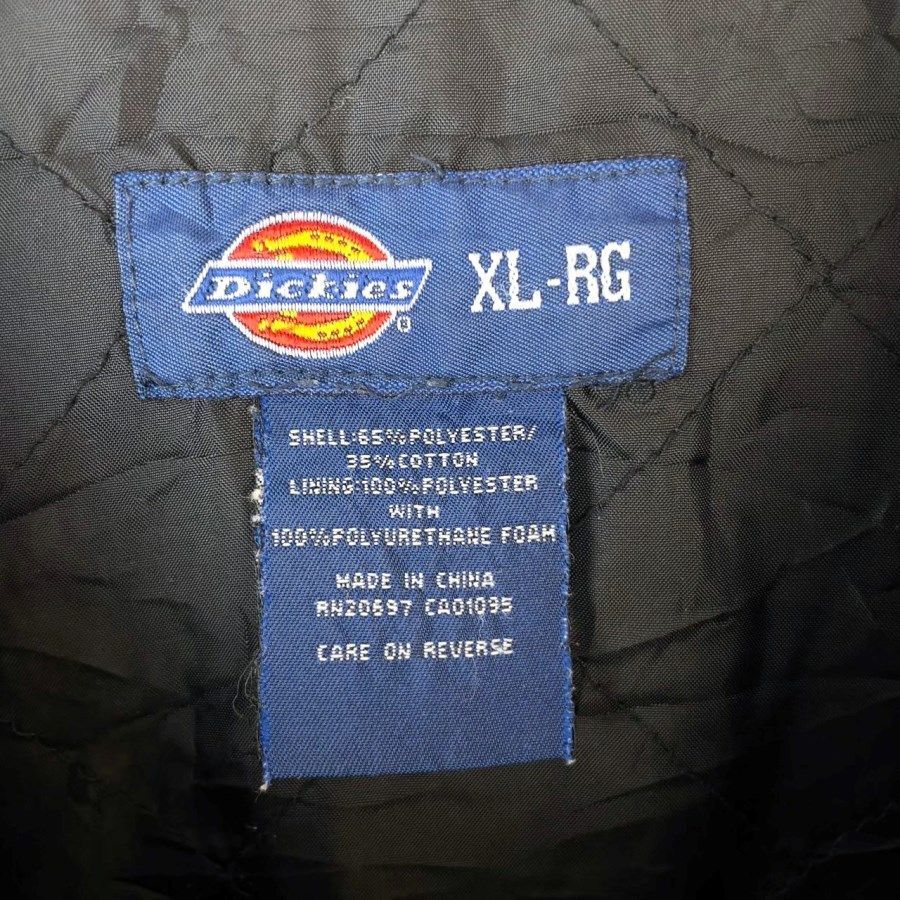 Dickies®
XL-RG
SHELL:65%POLYESTER/
35%COTTON
LINING:100%POLYESTER
WITH
100%POLYURETHANE FOAM
MADE IN CHINA
RN20697 CA01095
CARE ON REVERSE